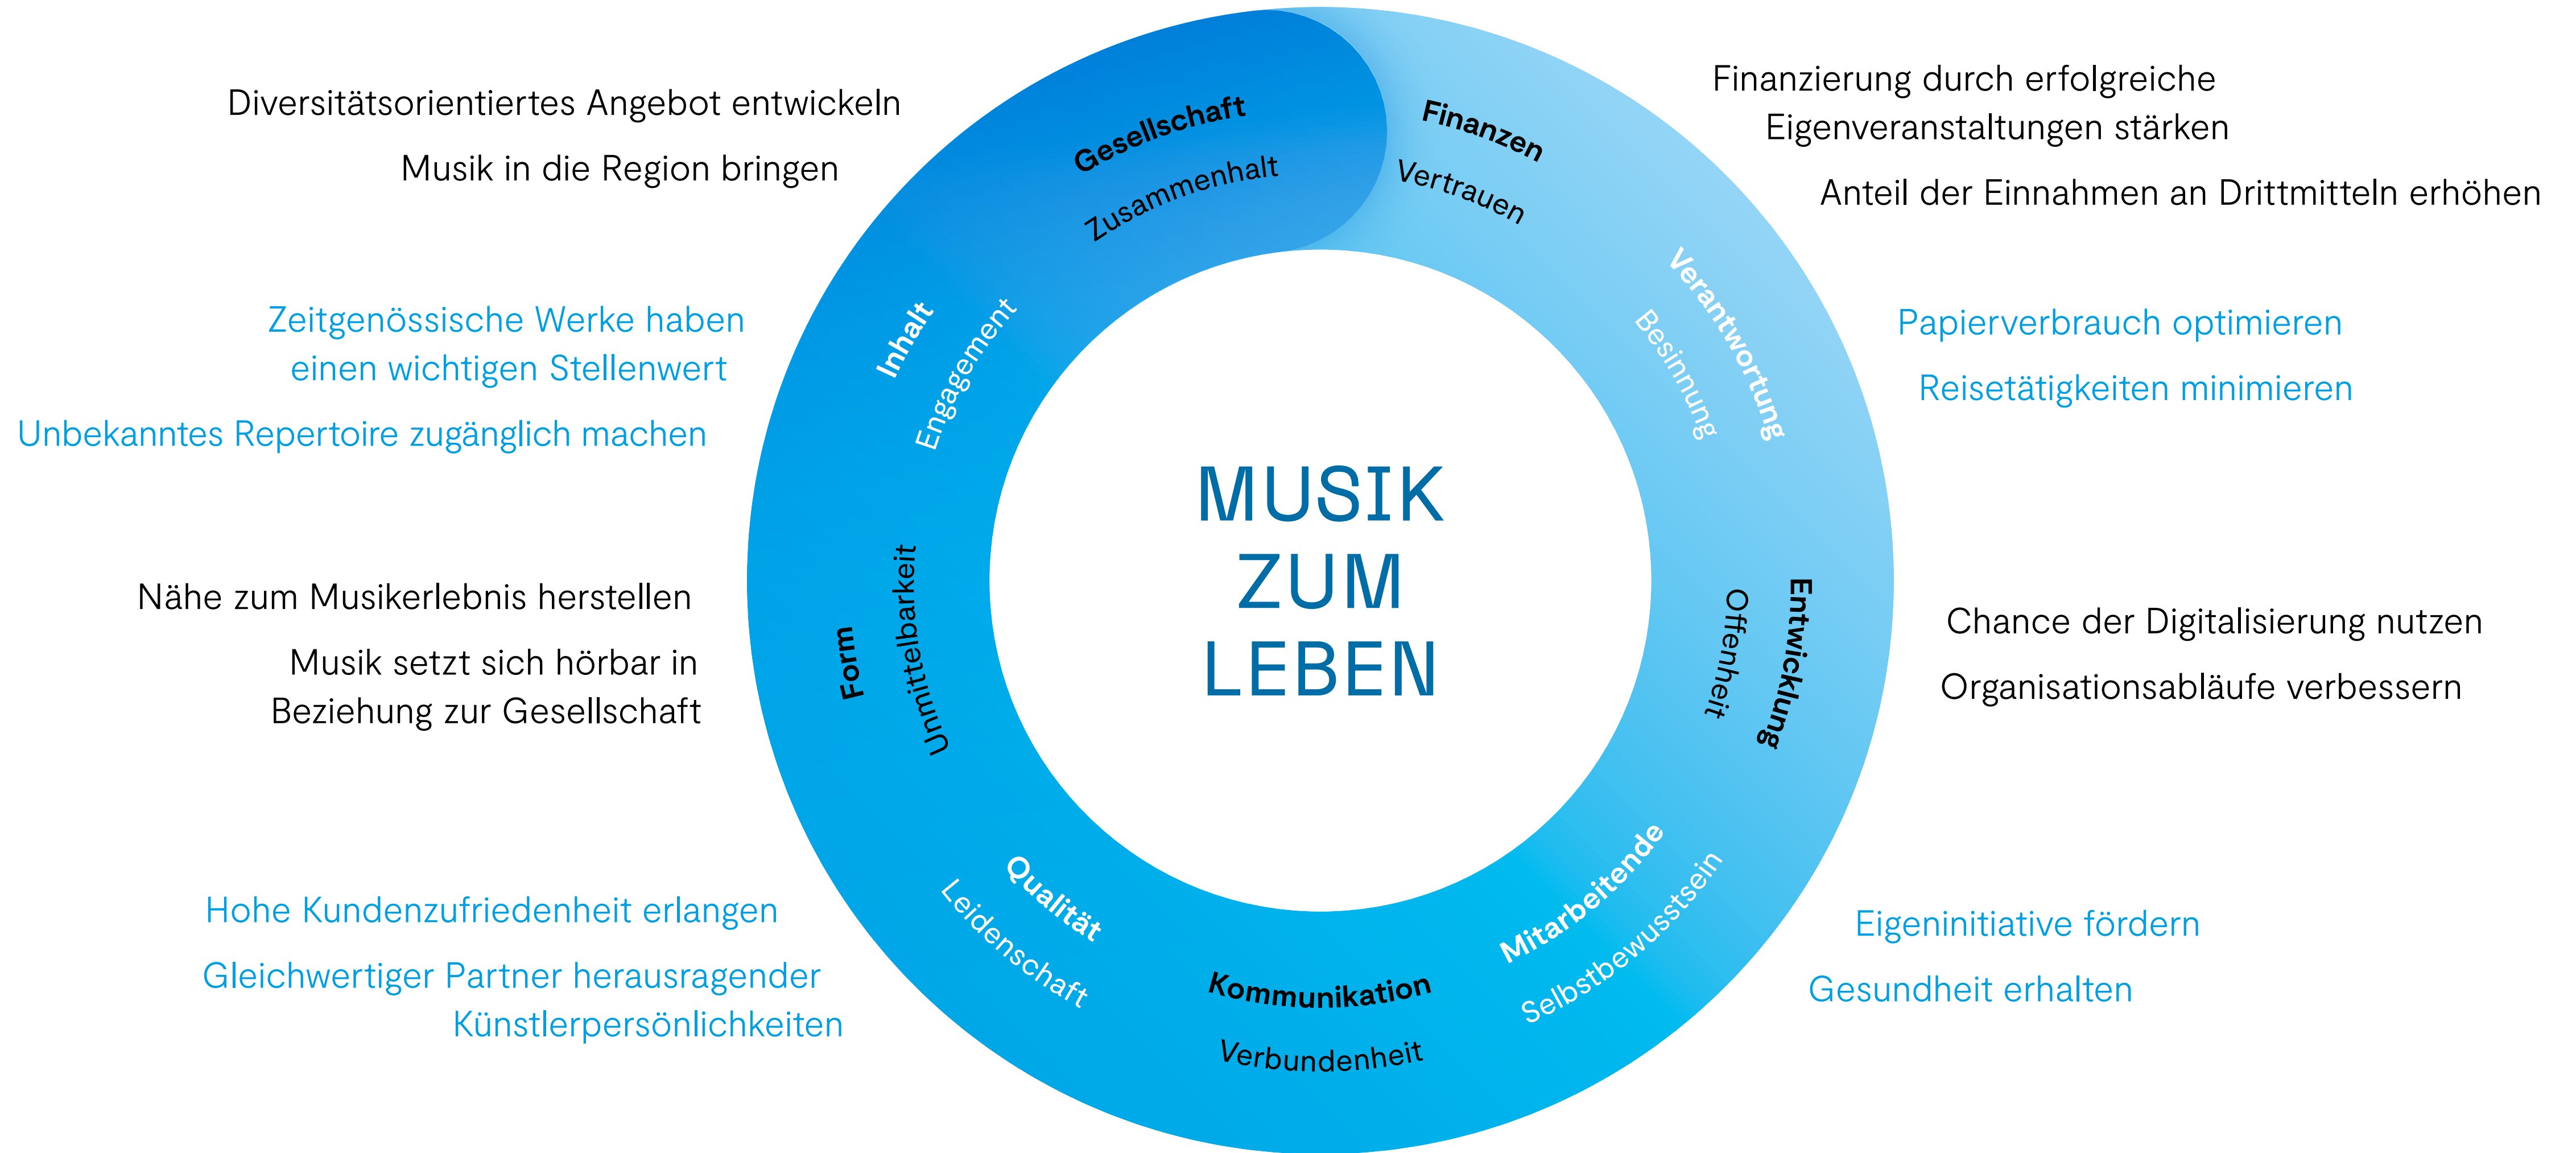 Diversitätsorientiertes Angebot entwickeln
Musik in die Region bringen
Gesellschaft
Zusammenhalt
Finanzen
Vertrauen
Finanzierung durch erfolgreiche
Eigenveranstaltungen stärken
Anteil der Einnahmen an Drittmitteln erhöhen
Zeitgenössische Werke haben
einen wichtigen Stellenwert
Unbekanntes Repertoire zugänglich machen
Inhalt
Engagement
Verantwortung
Besinnung
Papierverbrauch optimieren
Reisetätigkeiten minimieren
MUSIK
ZUM
LEBEN
Nähe zum Musikerlebnis herstellen
Musik setzt sich hörbar in
Beziehung zur Gesellschaft
Form
Unmittelbarkeit
Entwicklung
Offenheit
Chance der Digitalisierung nutzen
Organisationsabläufe verbessern
Hohe Kundenzufriedenheit erlangen
Gleichwertiger Partner herausragender
Künstlerpersönlichkeiten
Qualität
Leidenschaft
Kommunikation
Verbundenheit
Mitarbeitende
Selbstbewusstsein
Eigeninitiative fördern
Gesundheit erhalten